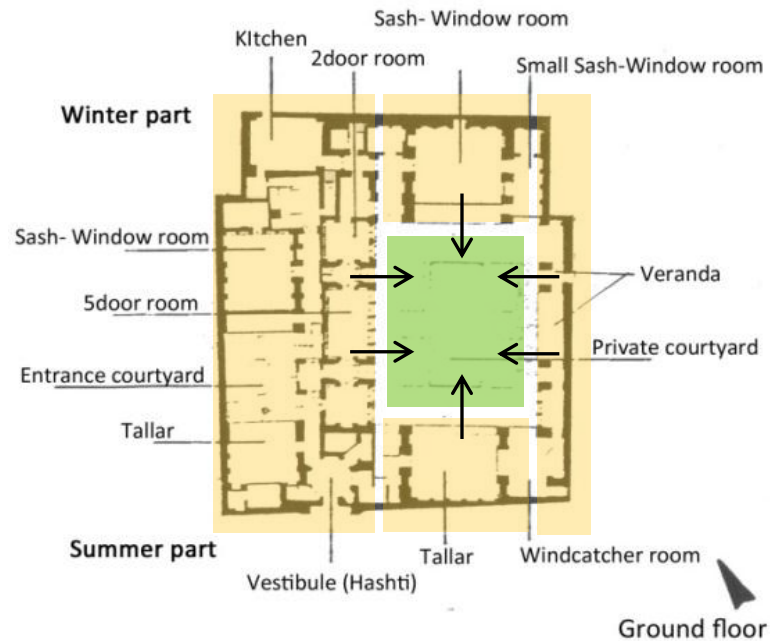 Sash- Window room
KItchen
2door room
Small Sash-Window room
Winter part
Sash- Window room
Veranda
5door room
Private courtyard
Entrance courtyard
Tallar
Summer part
Tallar
Windcatcher room
Vestibule (Hashti)
Ground floor